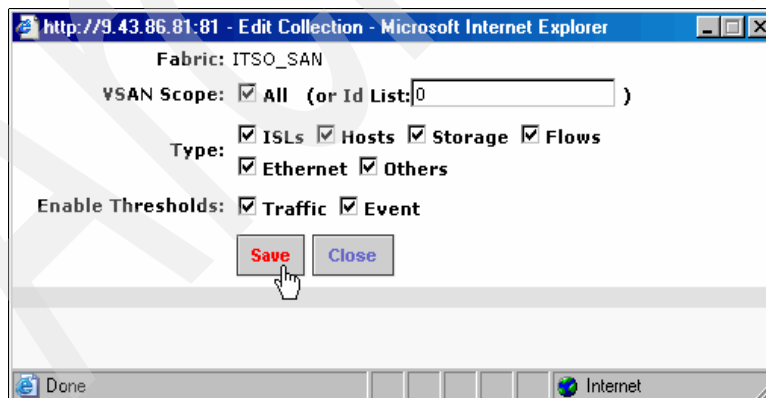 http://9.43.86.81:81 - Edit Collection - Microsoft Internet Explorer
Fabric: ITSO_SAN
VSAN Scope: All (or Id List: 0 )
Type: ISLs Hosts Storage Flows
Ethernet Others
Enable Thresholds: Traffic Event
Save Close
Done Internet